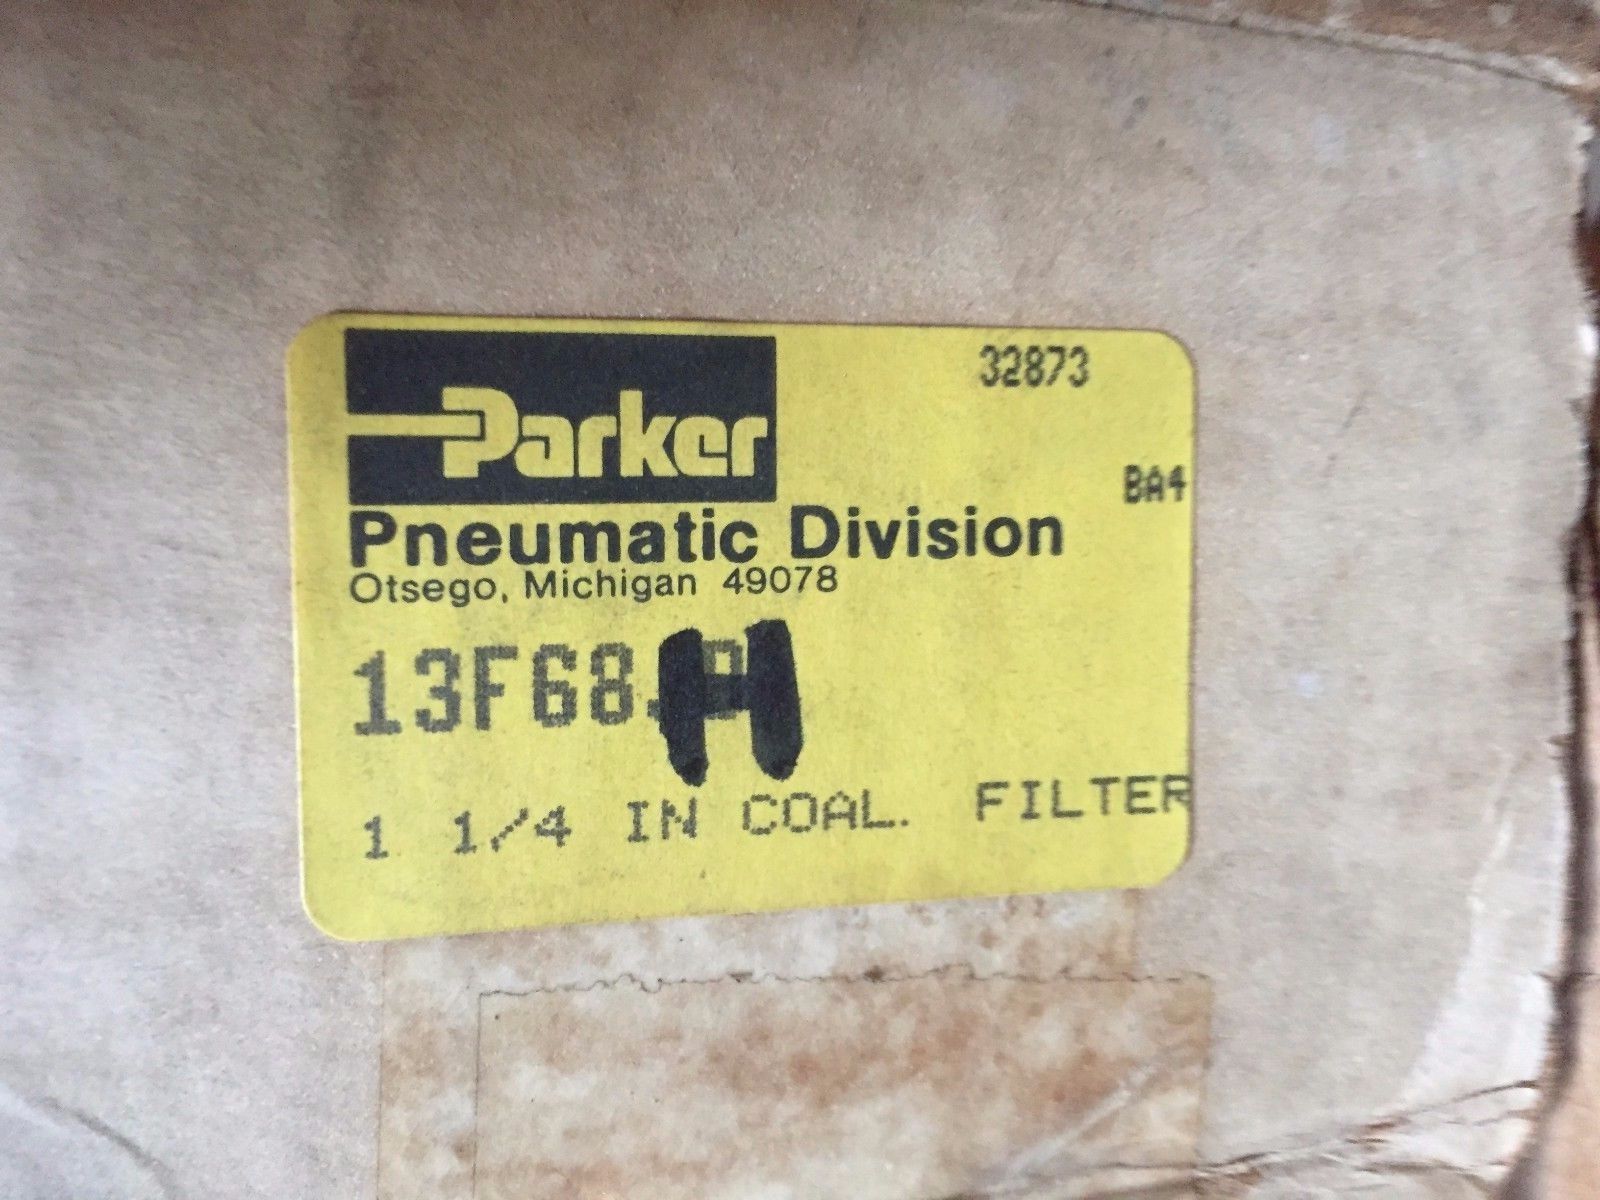 32873
Parker
BA4
Pneumatic Division
Otsego, Michigan 49078
13F68
1 1/4 IN COAL. FILTER